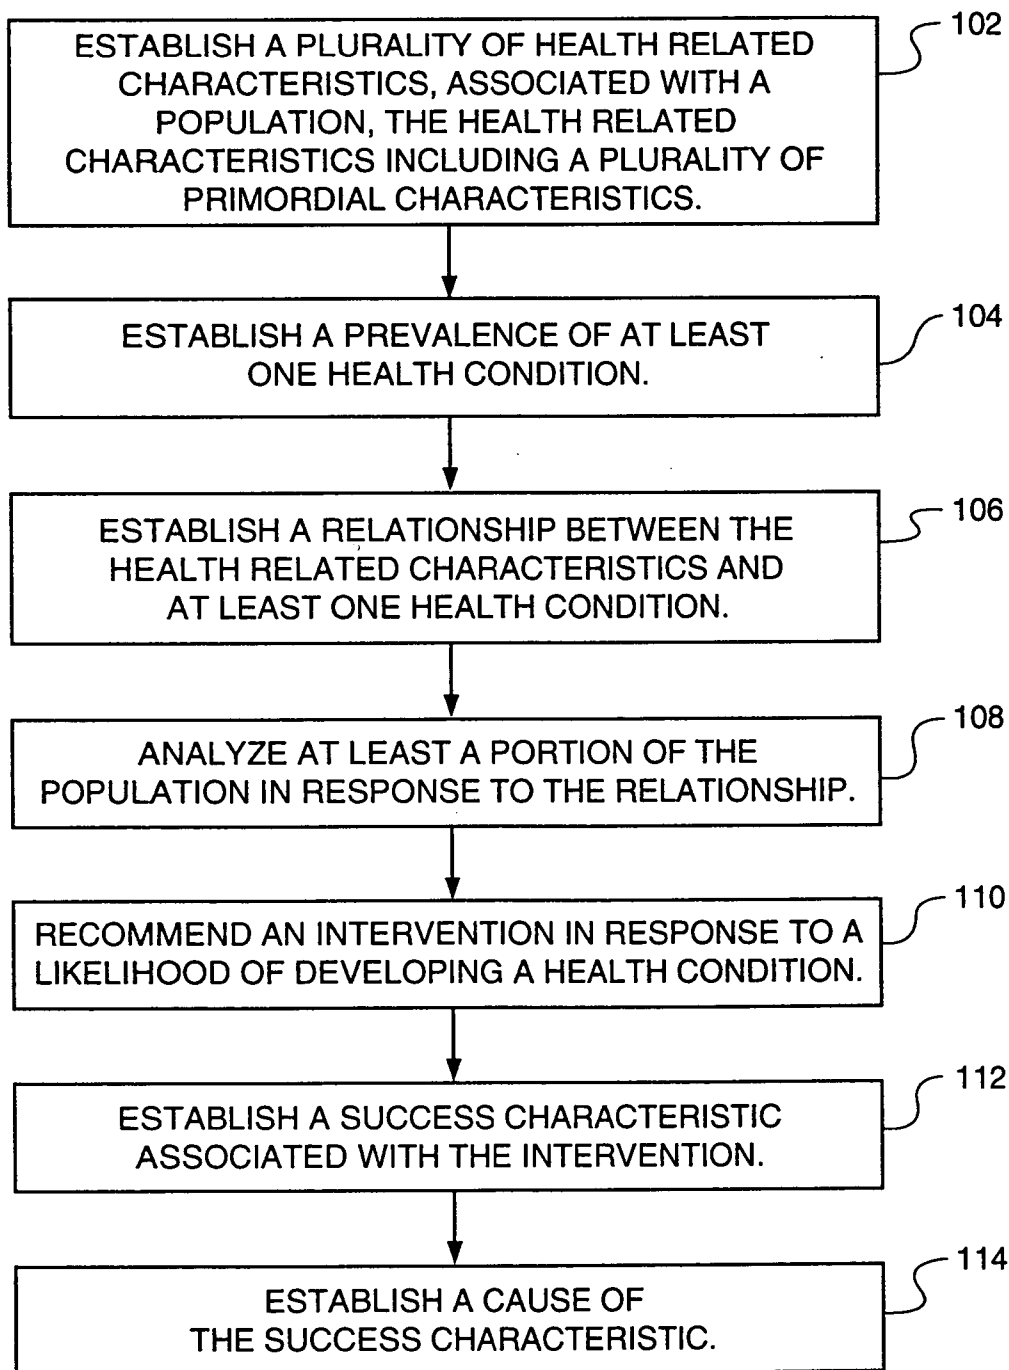 ESTABLISH A PLURALITY OF HEALTH RELATED
CHARACTERISTICS, ASSOCIATED WITH A
POPULATION, THE HEALTH RELATED
CHARACTERISTICS INCLUDING A PLURALITY OF
PRIMORDIAL CHARACTERISTICS.
102
ESTABLISH A PREVALENCE OF AT LEAST
ONE HEALTH CONDITION.
104
ESTABLISH A RELATIONSHIP BETWEEN THE
HEALTH RELATED CHARACTERISTICS AND
AT LEAST ONE HEALTH CONDITION.
106
ANALYZE AT LEAST A PORTION OF THE
POPULATION IN RESPONSE TO THE RELATIONSHIP.
108
RECOMMEND AN INTERVENTION IN RESPONSE TO A
LIKELIHOOD OF DEVELOPING A HEALTH CONDITION.
110
ESTABLISH A SUCCESS CHARACTERISTIC
ASSOCIATED WITH THE INTERVENTION.
112
ESTABLISH A CAUSE OF
THE SUCCESS CHARACTERISTIC.
114